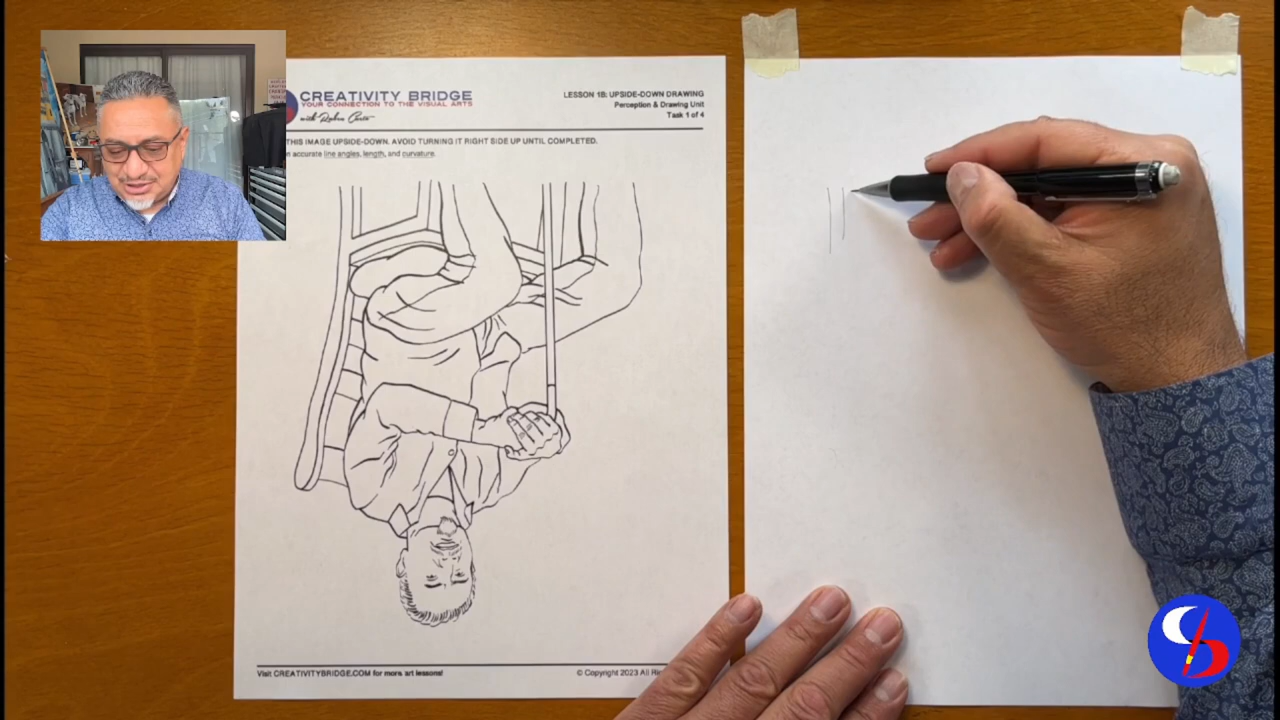 CREATIVITY BRIDGE
YOUR CONNECTION TO THE VISUAL ARTS
with
LESSON 1B: UPSIDE-DOWN DRAWING
Perception & Drawing Unit
Task 1 of 4
THIS IMAGE UPSIDE-DOWN. AVOID TURNING IT RIGHT SIDE UP UNTIL COMPLETED.
accurate line angles, length, and curvature.
Visit CREATIVITYBRIDGE.COM for more art lessons!
© Copyright 2023 All